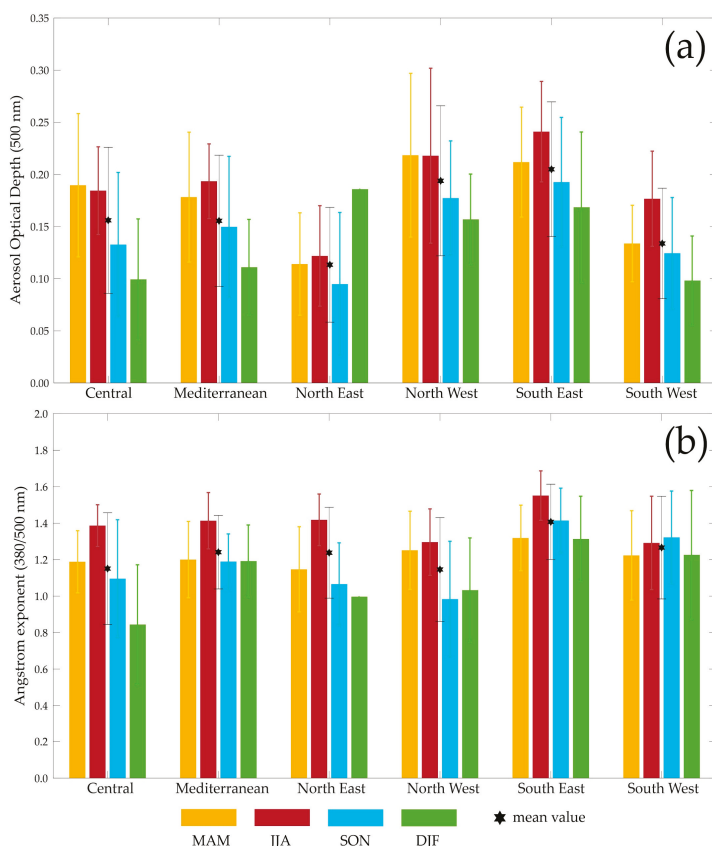 (a)
Aerosol Optical Depth (500 nm)
0.35
0.30
0.25
0.20
0.15
0.10
0.05
0.00
Central Mediterranean North East North West South East South West
(b)
Angstrom exponent (380/500 nm)
2.0
1.8
1.6
1.4
1.2
1.0
0.8
0.6
0.4
0.2
0.0
Central Mediterranean North East North West South East South West
mean value
MAM JJA SON DJF